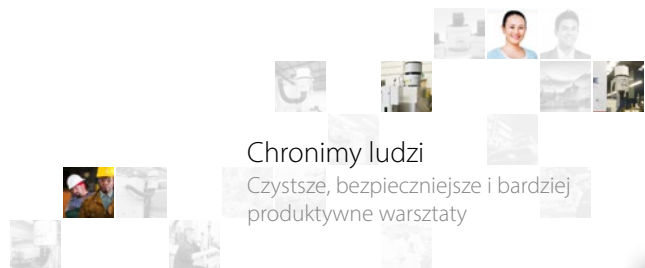 Chronimy ludzi
Czystsze, bezpieczniejsze i bardziej
produktywne warsztaty